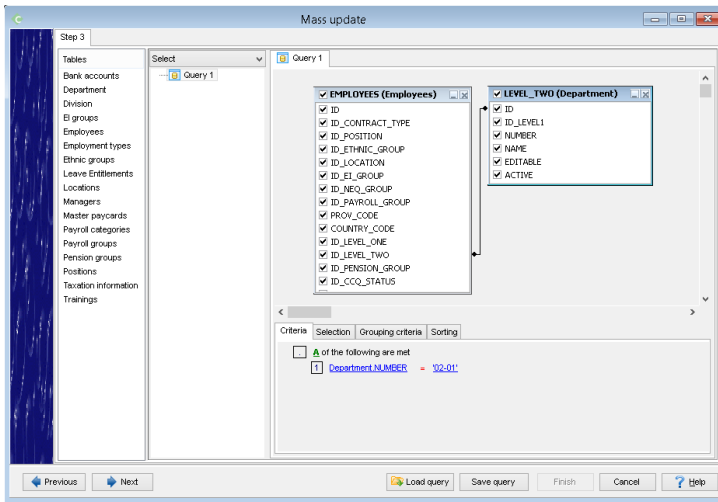 Mass update
Step 3
Tables
Bank accounts
Department
Division
EI groups
Employees
Employment types
Ethnic groups
Leave Entitlements
Locations
Managers
Master paycards
Payroll categories
Payroll groups
Pension groups
Positions
Taxation information
Trainings
Select
Query 1
Query 1
EMPLOYEES (Employees)
ID
ID_CONTRACT_TYPE
ID_POSITION
ID_ETHNIC_GROUP
ID_LOCATION
ID_EI_GROUP
ID_NEQ_GROUP
ID_PAYROLL_GROUP
PROV_CODE
COUNTRY_CODE
ID_LEVEL_ONE
ID_LEVEL_TWO
ID_PENSION_GROUP
ID_CCQ_STATUS
LEVEL_TWO (Department)
ID
ID_LEVEL1
NUMBER
NAME
EDITABLE
ACTIVE
Criteria Selection Grouping criteria Sorting
. A of the following are met
1 Department.NUMBER = '02-01'
Previous Next Load query Save query Finish Cancel ? Help